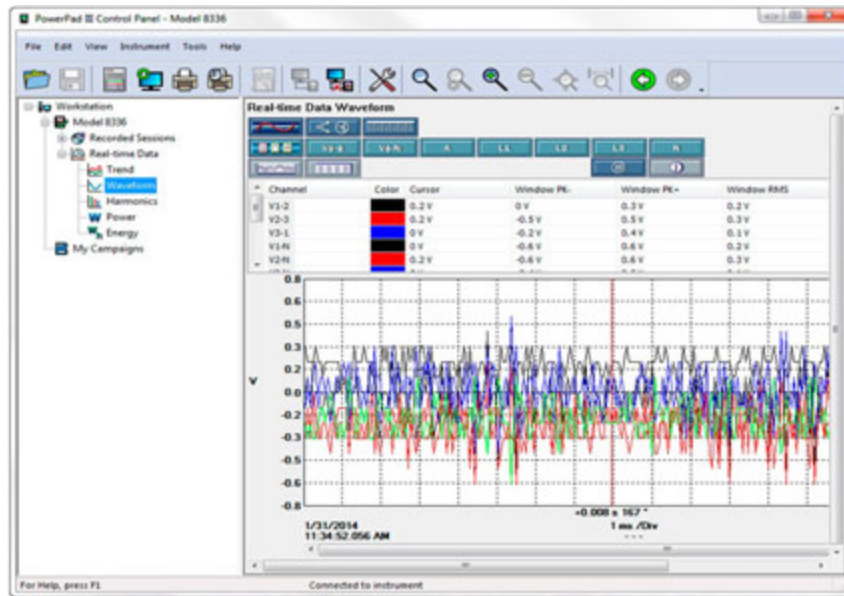 PowerPad III Control Panel - Model 8336
File Edit View Instrument Tools Help
Workstation
Model 8336
Recorded Sessions
Real-time Data
Trend
Waveform
Harmonics
Power
Energy
My Campaigns
Real-time Data Waveform
A L1 L2 L3 N
Channel Color Cursor Window PK- Window PK+ Window RMS
V1-2 0.2 V 0 V 0.3 V 0.2 V
V2-3 0.2 V -0.5 V 0.5 V 0.3 V
V3-1 0 V -0.2 V 0.4 V 0.1 V
V1-N 0 V -0.6 V 0.6 V 0.2 V
V2-N 0.2 V -0.6 V 0.6 V 0.3 V
0.8
0.6
0.5
0.3
0.2
V 0.0
-0.2
-0.3
-0.5
-0.6
-0.8
+0.008 s 167 °
1/31/2014 1 ms /Div
11:34:52.056 AM - - -
For Help, press F1 Connected to instrument